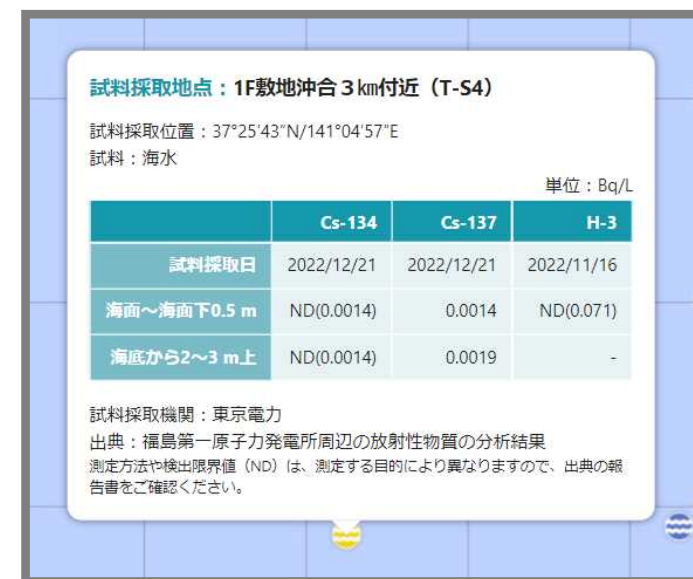 試料採取地点：1F敷地沖合３㎞付近（T-S4）
試料採取位置：37°25'43"N/141°04'57"E
試料：海水
単位：Bq/L
Cs-134 Cs-137 H-3
試料採取日 2022/12/21 2022/12/21 2022/11/16
海面～海面下0.5 m ND(0.0014) 0.0014 ND(0.071)
海底から2～3 m上 ND(0.0014) 0.0019 -
試料採取機関：東京電力
出典：福島第一原子力発電所周辺の放射性物質の分析結果
測定方法や検出限界値（ND）は、測定する目的により異なりますので、出典の報
告書をご確認ください。